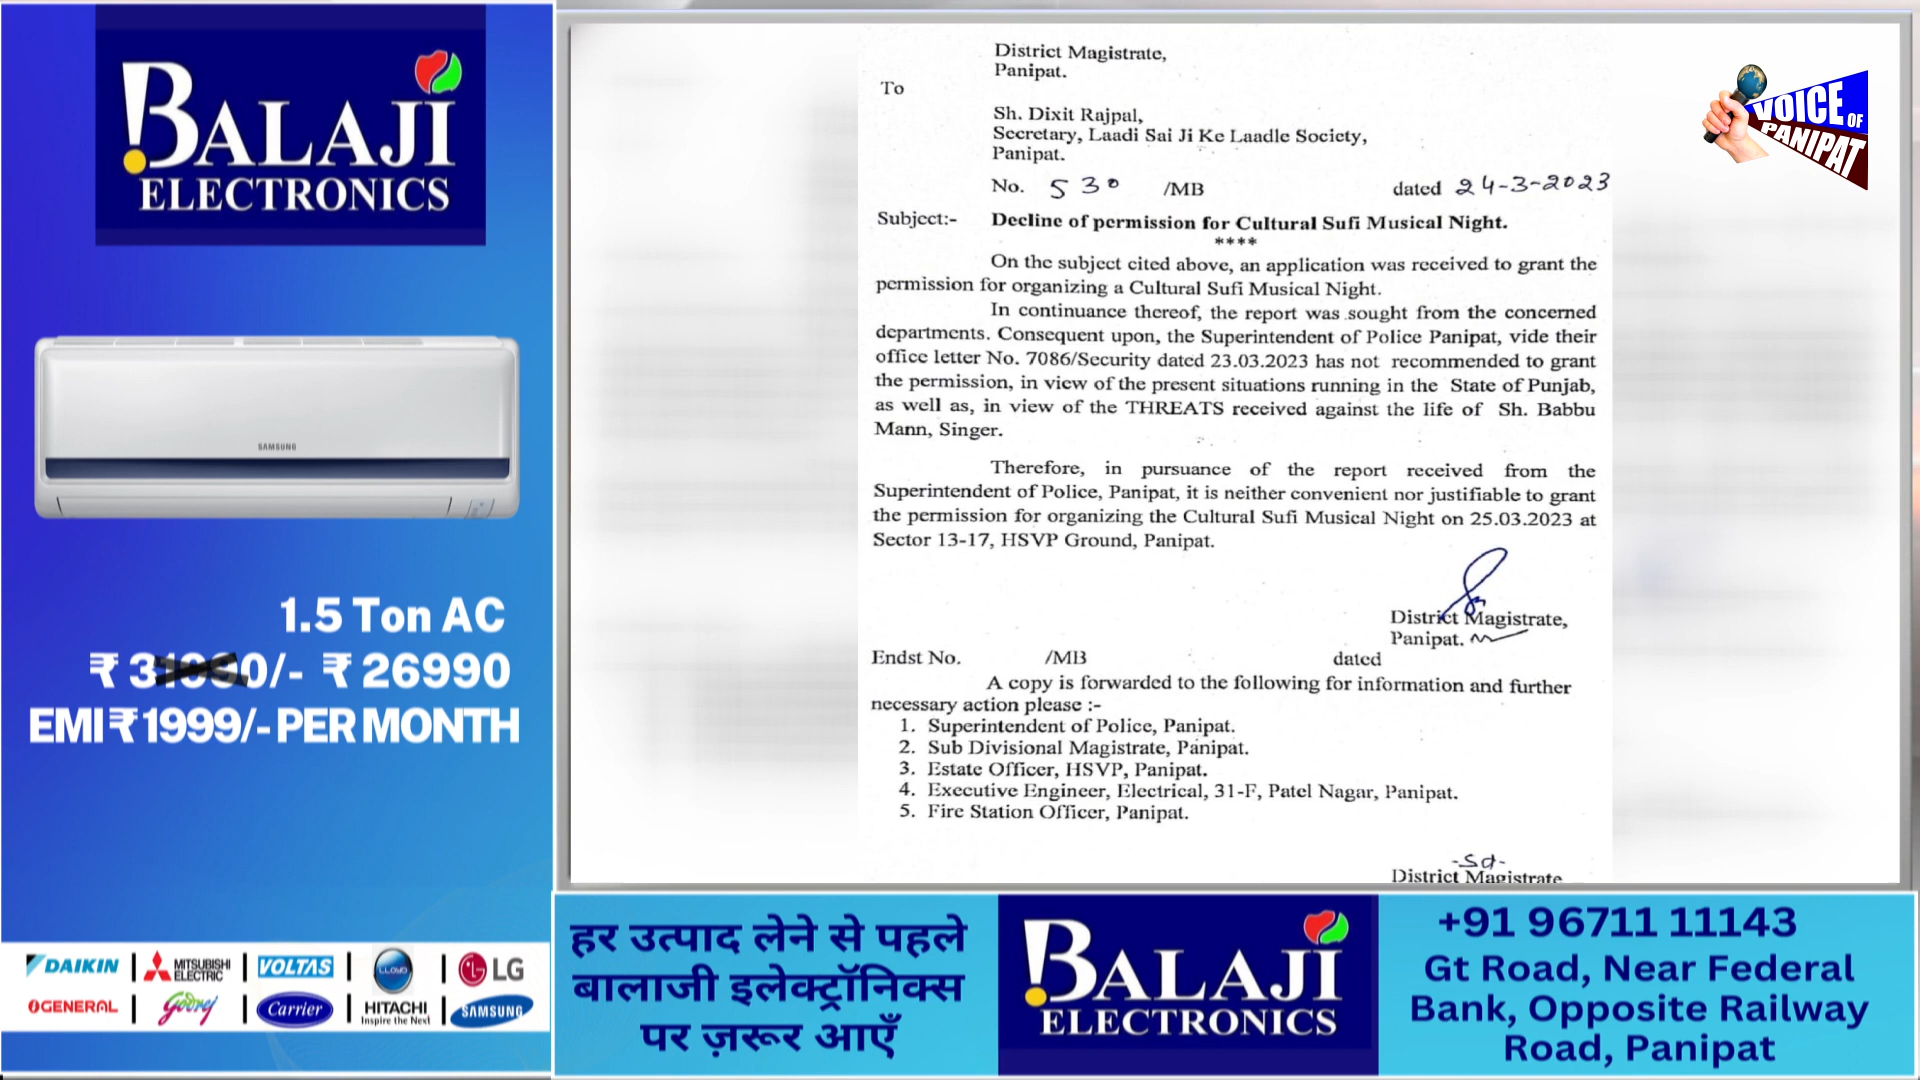 BALAJI
ELECTRONICS
SAMSUNG
1.5 Ton AC
₹ 26990
EMI ₹ 1999/- PER MONTH
DAIKIN
MITSUBISHI
ELECTRIC
VOLTAS
LLOYD
LG
GENERAL
Godrej
Carrier
HITACHI
Inspire the Next
SAMSUNG
District Magistrate,
Panipat.
To
Sh. Dixit Rajpal,
Secretary, Laadi Sai Ji Ke Laadle Society,
Panipat.
No. 530 /MB dated 24-3-2023
Subject:- Decline of permission for Cultural Sufi Musical Night.
****
On the subject cited above, an application was received to grant the
permission for organizing a Cultural Sufi Musical Night.
In continuance thereof, the report was sought from the concerned
departments. Consequent upon, the Superintendent of Police Panipat, vide their
office letter No. 7086/Security dated 23.03.2023 has not recommended to grant
the permission, in view of the present situations running in the State of Punjab,
as well as, in view of the THREATS received against the life of Sh. Babbu
Mann, Singer.
Therefore, in pursuance of the report received from the
Superintendent of Police, Panipat, it is neither convenient nor justifiable to grant
the permission for organizing the Cultural Sufi Musical Night on 25.03.2023 at
Sector 13-17, HSVP Ground, Panipat.
District Magistrate,
Panipat.
Endst No. /MB dated
A copy is forwarded to the following for information and further
necessary action please :-
1. Superintendent of Police, Panipat.
2. Sub Divisional Magistrate, Panipat.
3. Estate Officer, HSVP, Panipat.
4. Executive Engineer, Electrical, 31-F, Patel Nagar, Panipat.
5. Fire Station Officer, Panipat.
-Sd-
District Magistrate
VOICE OF
PANIPAT
हर उत्पाद लेने से पहले
बालाजी इलेक्ट्रॉनिक्स
पर ज़रूर आएँ
BALAJI
ELECTRONICS
+91 96711 11143
Gt Road, Near Federal
Bank, Opposite Railway
Road, Panipat